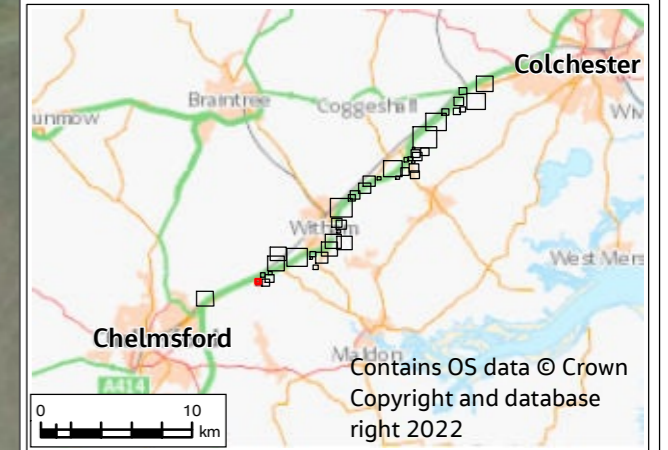 Colchester
Braintree
Coggeshall
unmow
Witham
West Mers
Chelmsford
Maldon
A414
Contains OS data © Crown
Copyright and database
right 2022
0 10
km